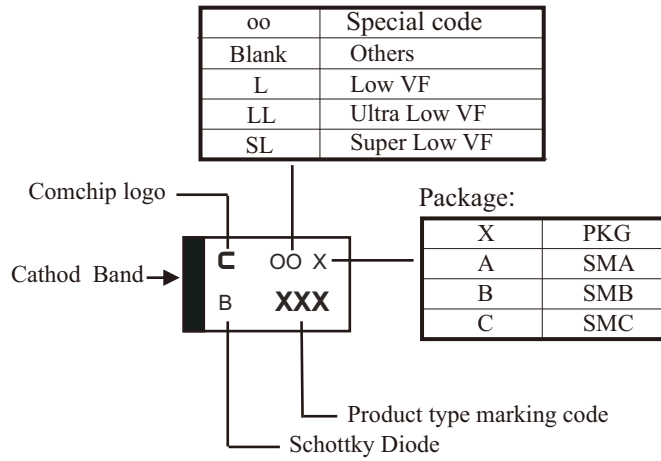 oo Special code
Blank Others
L Low VF
LL Ultra Low VF
SL Super Low VF
Comchip logo
Package:
X PKG
A SMA
B SMB
C SMC
Cathod Band
C OO X
B XXX
Product type marking code
Schottky Diode